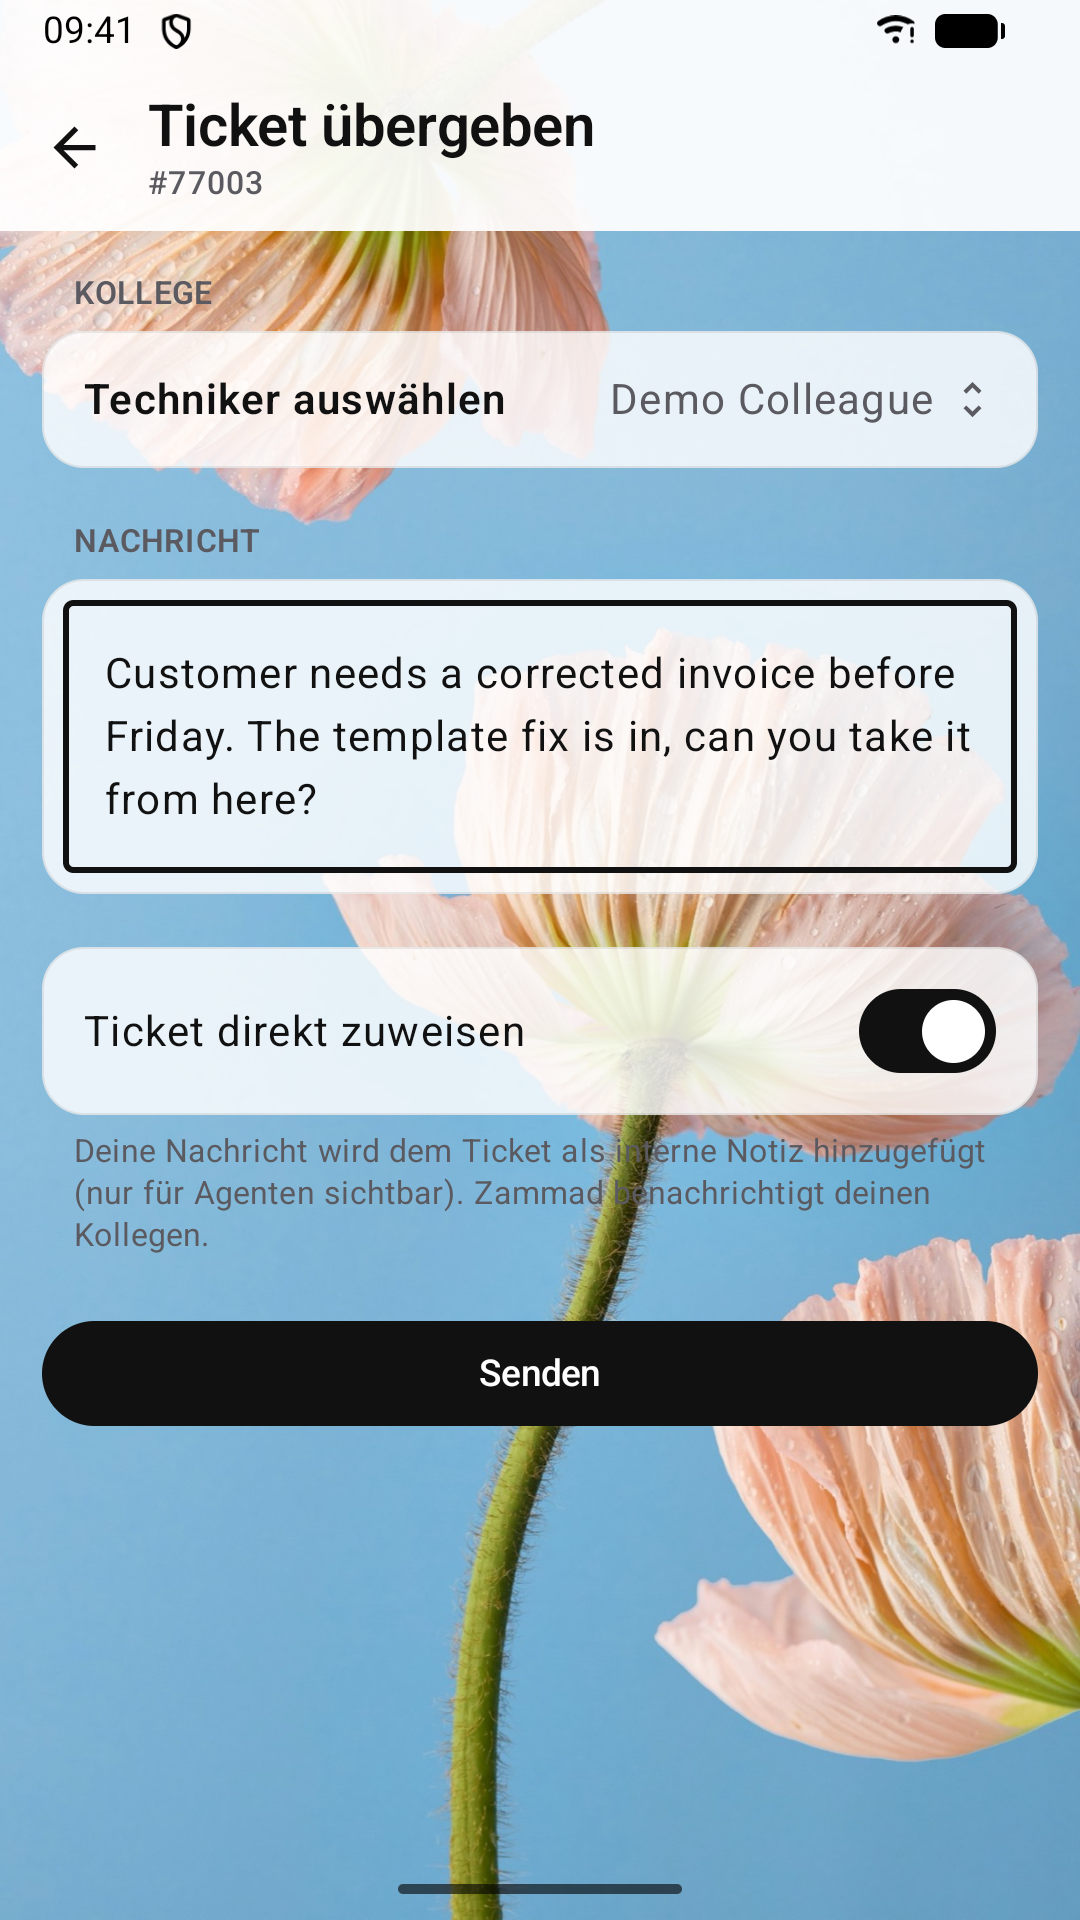 09:41
Ticket übergeben
#77003
KOLLEGE
Techniker auswählen Demo Colleague
NACHRICHT
Customer needs a corrected invoice before
Friday. The template fix is in, can you take it
from here?
Ticket direkt zuweisen
Deine Nachricht wird dem Ticket als interne Notiz hinzugefügt
(nur für Agenten sichtbar). Zammad benachrichtigt deinen
Kollegen.
Senden